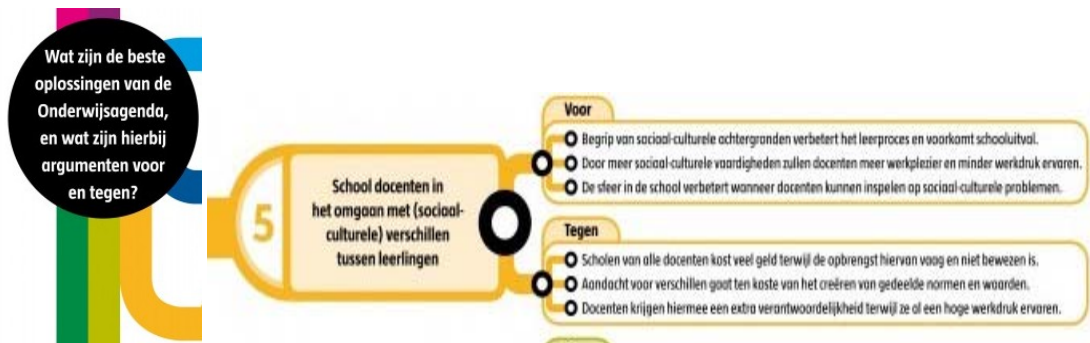 Wat zijn de beste
oplossingen van de
Onderwijsagenda,
en wat zijn hierbij
argumenten voor
en tegen?
5
School docenten in
het omgaan met (sociaal-
culturele) verschillen
tussen leerlingen
Voor
Begrip van sociaal-culturele achtergronden verbetert het leerproces en voorkomt schooluitval.
Door meer sociaal-culturele vaardigheden zullen docenten meer werkplezier en minder werkdruk ervaren.
De sfeer in de school verbetert wanneer docenten kunnen inspelen op sociaal-culturele problemen.
Tegen
Scholen van alle docenten kost veel geld terwijl de opbrengst hiervan vaag en niet bewezen is.
Aandacht voor verschillen gaat ten koste van het creëren van gedeelde normen en waarden.
Docenten krijgen hiermee een extra verantwoordelijkheid terwijl ze al een hoge werkdruk ervaren.